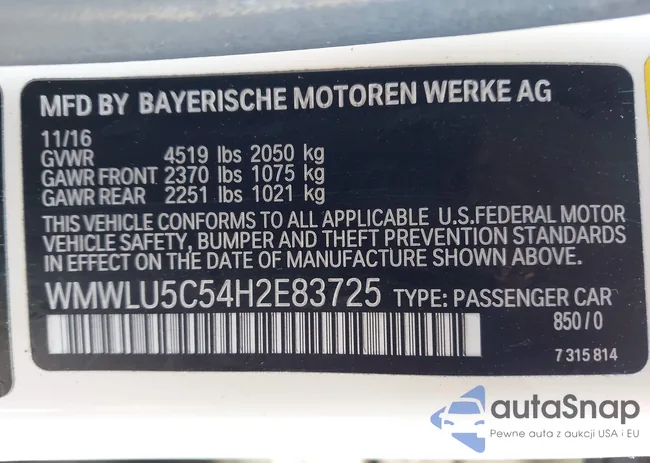 MFD BY BAYERISCHE MOTOREN WERKE AG
11/16
GVWR 4519 lbs 2050 kg
GAWR FRONT 2370 lbs 1075 kg
GAWR REAR 2251 lbs 1021 kg
THIS VEHICLE CONFORMS TO ALL APPLICABLE U.S.FEDERAL MOTOR
VEHICLE SAFETY, BUMPER AND THEFT PREVENTION STANDARDS
IN EFFECT ON THE DATE OF MANUFACTURE SHOWN ABOVE.
WMWLU5C54H2E83725 TYPE: PASSENGER CAR
850/0
7 315 814
autaSnap
Pewne auta z aukcji USA i EU